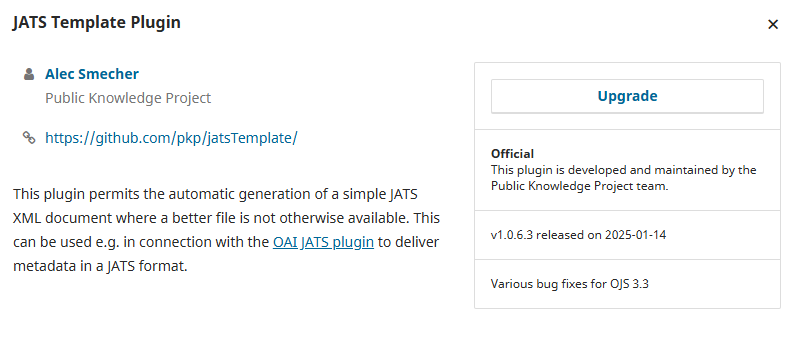 JATS Template Plugin
Alec Smecher
Public Knowledge Project
https://github.com/pkp/jatsTemplate/
This plugin permits the automatic generation of a simple JATS
XML document where a better file is not otherwise available. This
can be used e.g. in connection with the OAI JATS plugin to deliver
metadata in a JATS format.
Upgrade
Official
This plugin is developed and maintained by the
Public Knowledge Project team.
v1.0.6.3 released on 2025-01-14
Various bug fixes for OJS 3.3